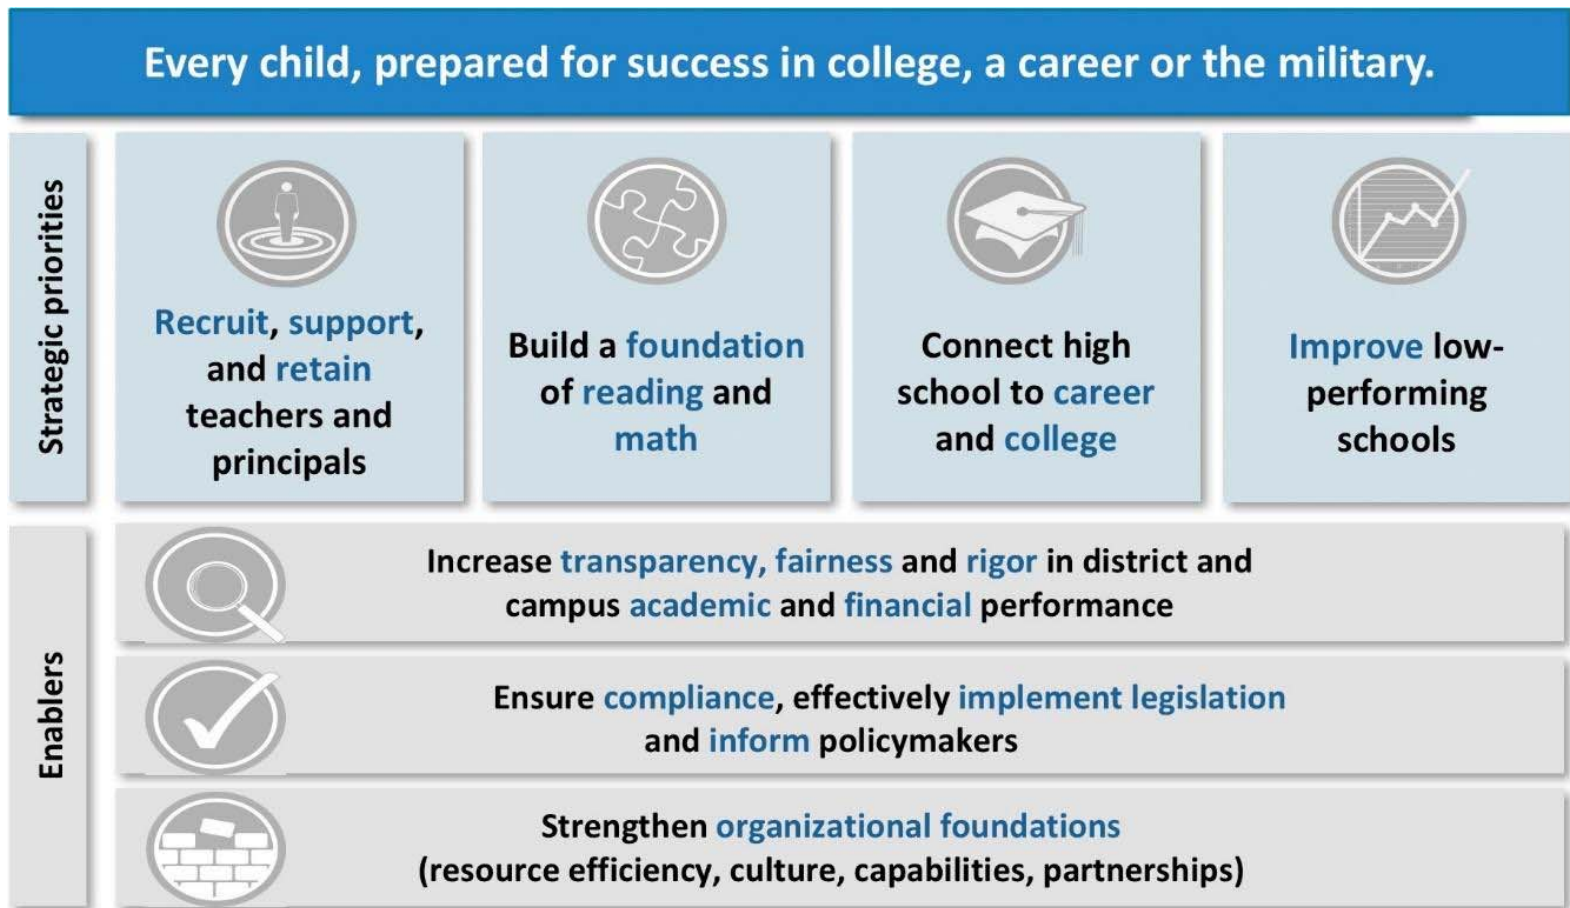 Every child, prepared for success in college, a career or the military.
Strategic priorities
Recruit, support,
and retain
teachers and
principals
Build a foundation
of reading and
math
Connect high
school to career
and college
Improve low-
performing
schools
Enablers
Increase transparency, fairness and rigor in district and
campus academic and financial performance
Ensure compliance, effectively implement legislation
and inform policymakers
Strengthen organizational foundations
(resource efficiency, culture, capabilities, partnerships)